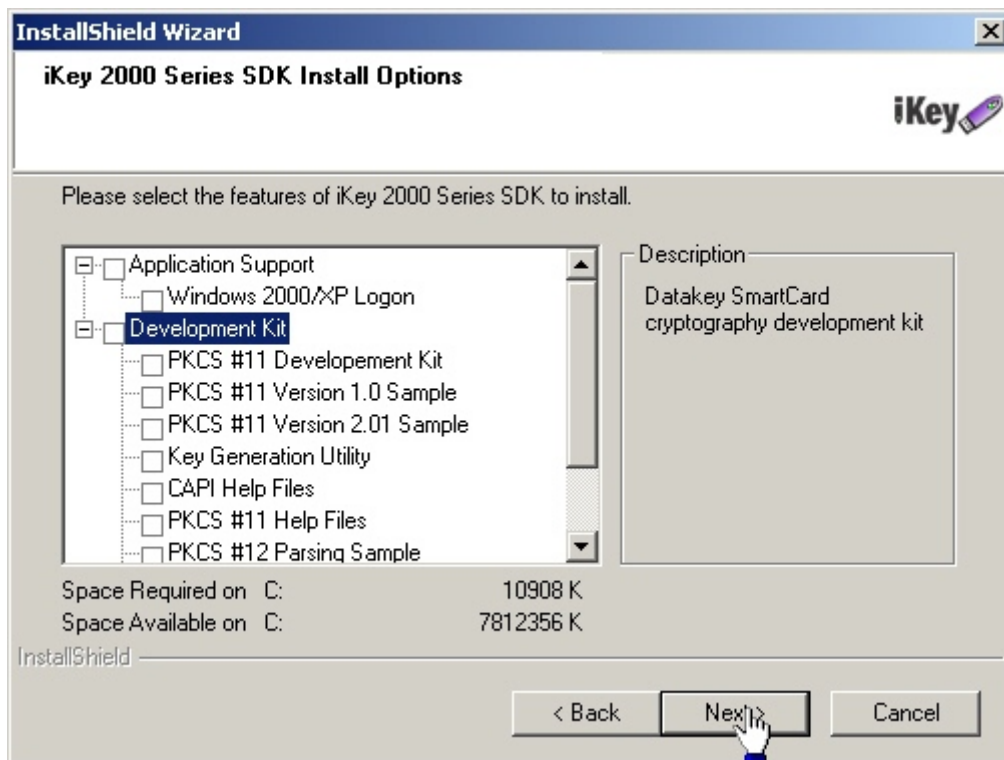 InstallShield Wizard
iKey 2000 Series SDK Install Options
iKey
Please select the features of iKey 2000 Series SDK to install.
Application Support
Windows 2000/XP Logon
Development Kit
PKCS #11 Developement Kit
PKCS #11 Version 1.0 Sample
PKCS #11 Version 2.01 Sample
Key Generation Utility
CAPI Help Files
PKCS #11 Help Files
PKCS #12 Parsing Sample
Description
Datakey SmartCard
cryptography development kit
Space Required on C: 10908 K
Space Available on C: 7812356 K
InstallShield
< Back
Next >
Cancel